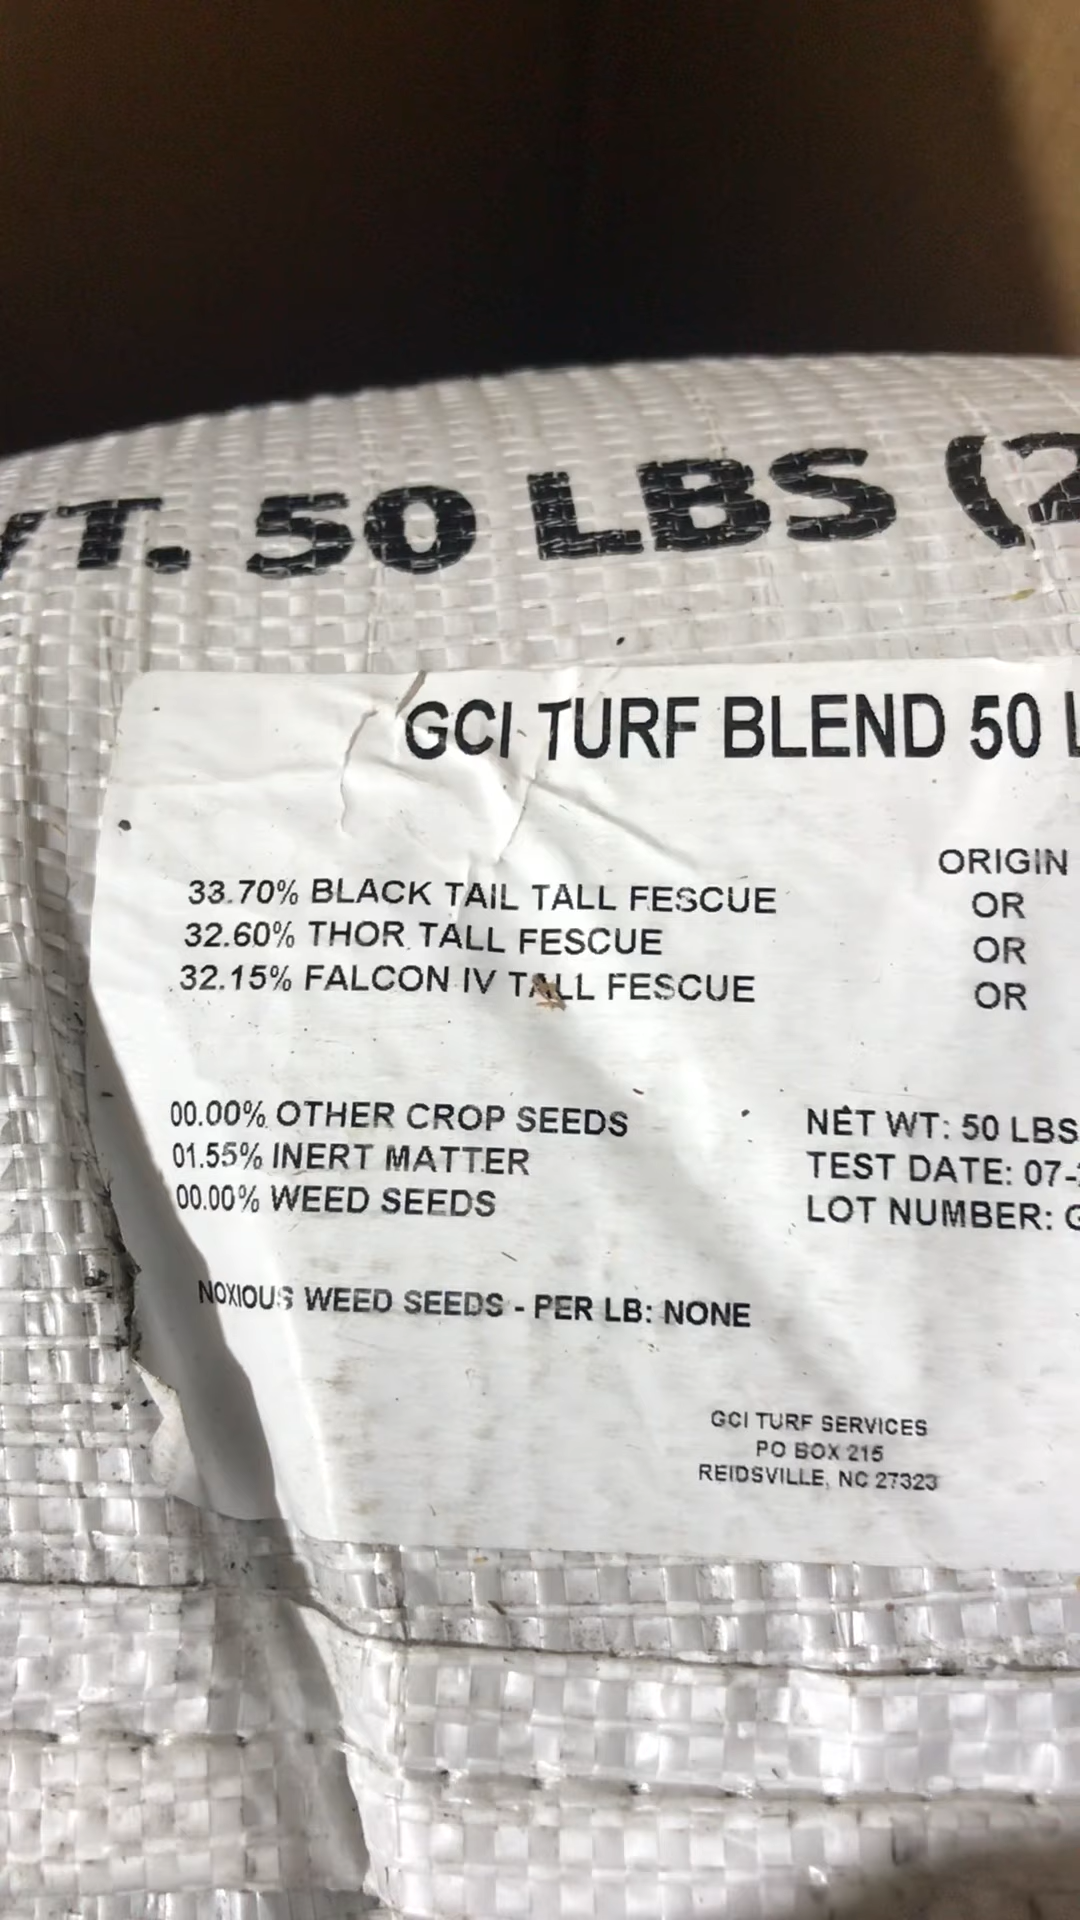 T. 50 LBS (2
GCI TURF BLEND 50 L
ORIGIN
33.70% BLACK TAIL TALL FESCUE OR
32.60% THOR TALL FESCUE OR
32.15% FALCON IV TALL FESCUE OR
00.00% OTHER CROP SEEDS NET WT: 50 LBS
01.55% INERT MATTER TEST DATE: 07-
00.00% WEED SEEDS LOT NUMBER: G
NOXIOUS WEED SEEDS - PER LB: NONE
GCI TURF SERVICES
PO BOX 215
REIDSVILLE, NC 27323